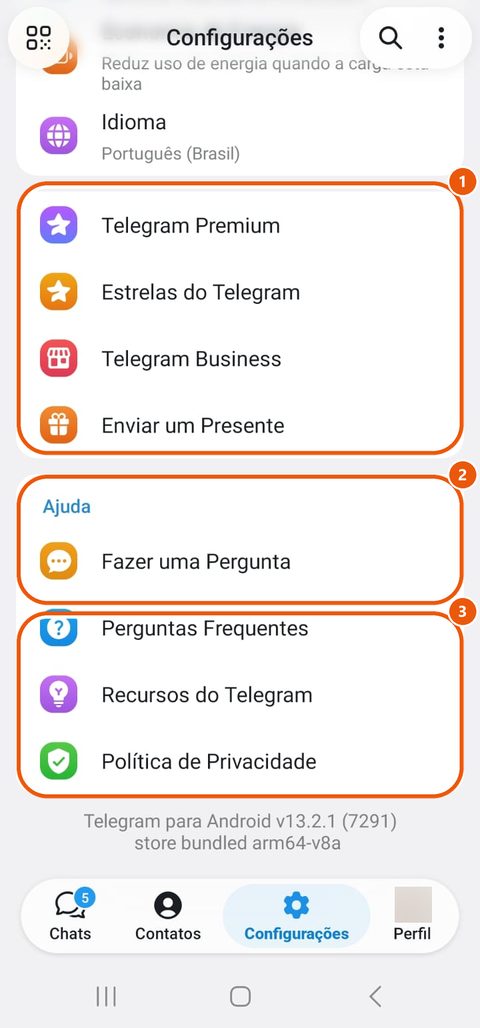 Configurações
Reduz uso de energia quando a carga está
baixa
Idioma
Português (Brasil)
1
Telegram Premium
Estrelas do Telegram
Telegram Business
Enviar um Presente
2
Ajuda
Fazer uma Pergunta
3
Perguntas Frequentes
Recursos do Telegram
Política de Privacidade
Telegram para Android v13.2.1 (7291)
store bundled arm64-v8a
5
Chats
Contatos
Configurações
Perfil